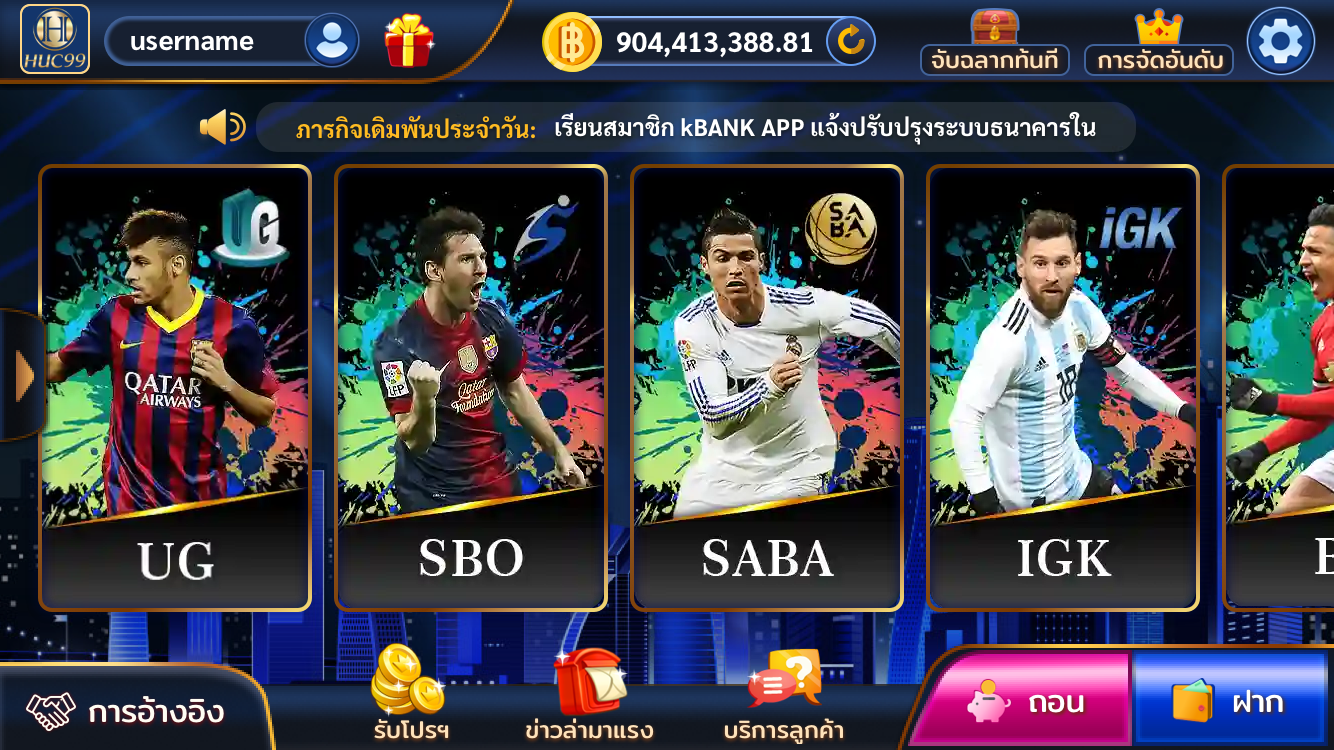 HUC99
username
904,413,388.81
จับฉลากทันที
การจัดอันดับ
ภารกิจเดิมพันประจำวัน: เรียนสมาชิก kBANK APP แจ้งปรับปรุงระบบธนาคารใน
UG
SABA
iGK
QATAR
AIRWAYS
Qatar
Foundation
LFP
LFP
10
UG
SBO
SABA
IGK
การอ้างอิง
รับโปรฯ
ข่าวล่ามาแรง
บริการลูกค้า
ถอน
ฝาก